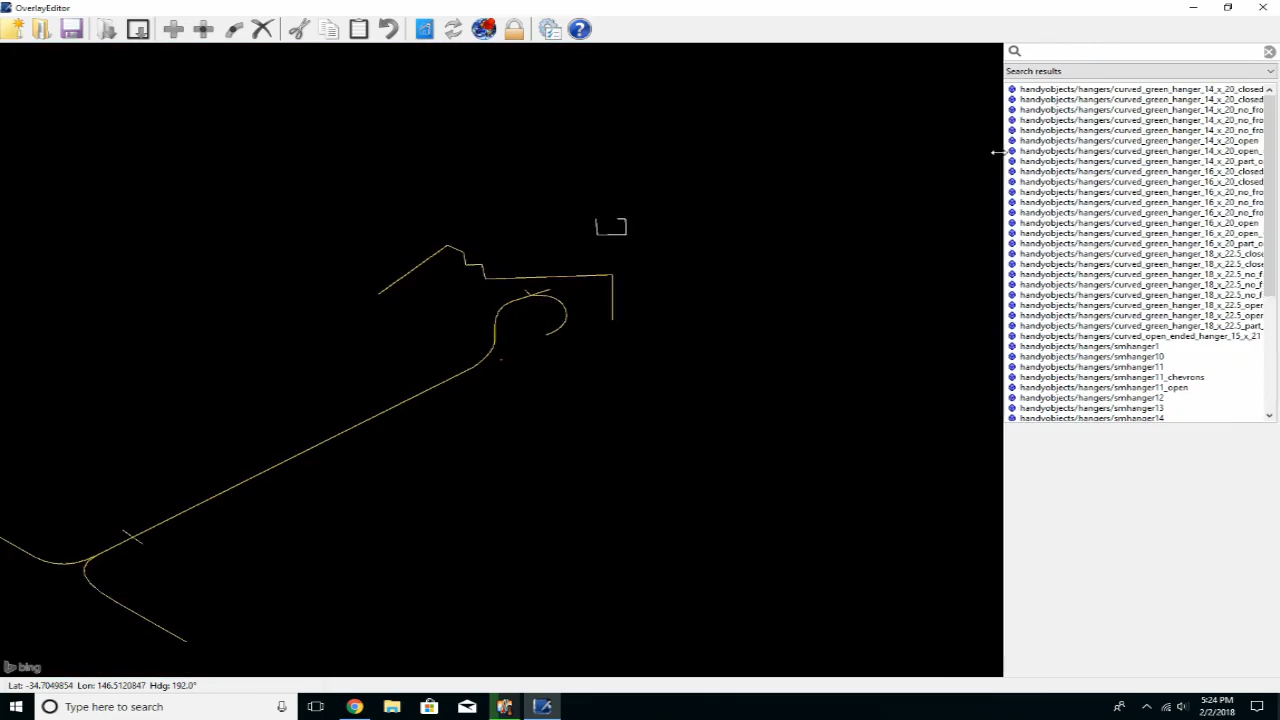 OverlayEditor
Search results
handyobjects/hangers/curved_green_hanger_14_x_20_closed
handyobjects/hangers/curved_green_hanger_14_x_20_closed
handyobjects/hangers/curved_green_hanger_14_x_20_no_fro
handyobjects/hangers/curved_green_hanger_14_x_20_no_fro
handyobjects/hangers/curved_green_hanger_14_x_20_no_fro
handyobjects/hangers/curved_green_hanger_14_x_20_open
handyobjects/hangers/curved_green_hanger_14_x_20_open_
handyobjects/hangers/curved_green_hanger_14_x_20_part_o
handyobjects/hangers/curved_green_hanger_16_x_20_closed
handyobjects/hangers/curved_green_hanger_16_x_20_closed
handyobjects/hangers/curved_green_hanger_16_x_20_no_fro
handyobjects/hangers/curved_green_hanger_16_x_20_no_fro
handyobjects/hangers/curved_green_hanger_16_x_20_no_fro
handyobjects/hangers/curved_green_hanger_16_x_20_open
handyobjects/hangers/curved_green_hanger_16_x_20_open_
handyobjects/hangers/curved_green_hanger_16_x_20_part_o
handyobjects/hangers/curved_green_hanger_18_x_22.5_close
handyobjects/hangers/curved_green_hanger_18_x_22.5_close
handyobjects/hangers/curved_green_hanger_18_x_22.5_no_f
handyobjects/hangers/curved_green_hanger_18_x_22.5_no_f
handyobjects/hangers/curved_green_hanger_18_x_22.5_no_f
handyobjects/hangers/curved_green_hanger_18_x_22.5_oper
handyobjects/hangers/curved_green_hanger_18_x_22.5_oper
handyobjects/hangers/curved_green_hanger_18_x_22.5_part_
handyobjects/hangers/curved_open_ended_hanger_15_x_21
handyobjects/hangers/smhanger1
handyobjects/hangers/smhanger10
handyobjects/hangers/smhanger11
handyobjects/hangers/smhanger11_chevrons
handyobjects/hangers/smhanger11_open
handyobjects/hangers/smhanger12
handyobjects/hangers/smhanger13
handyobjects/hangers/smhanger14
bing
Lat: -34.7049854 Lon: 146.5120847 Hdg: 192.0°
Type here to search
5:24 PM
2/2/2018